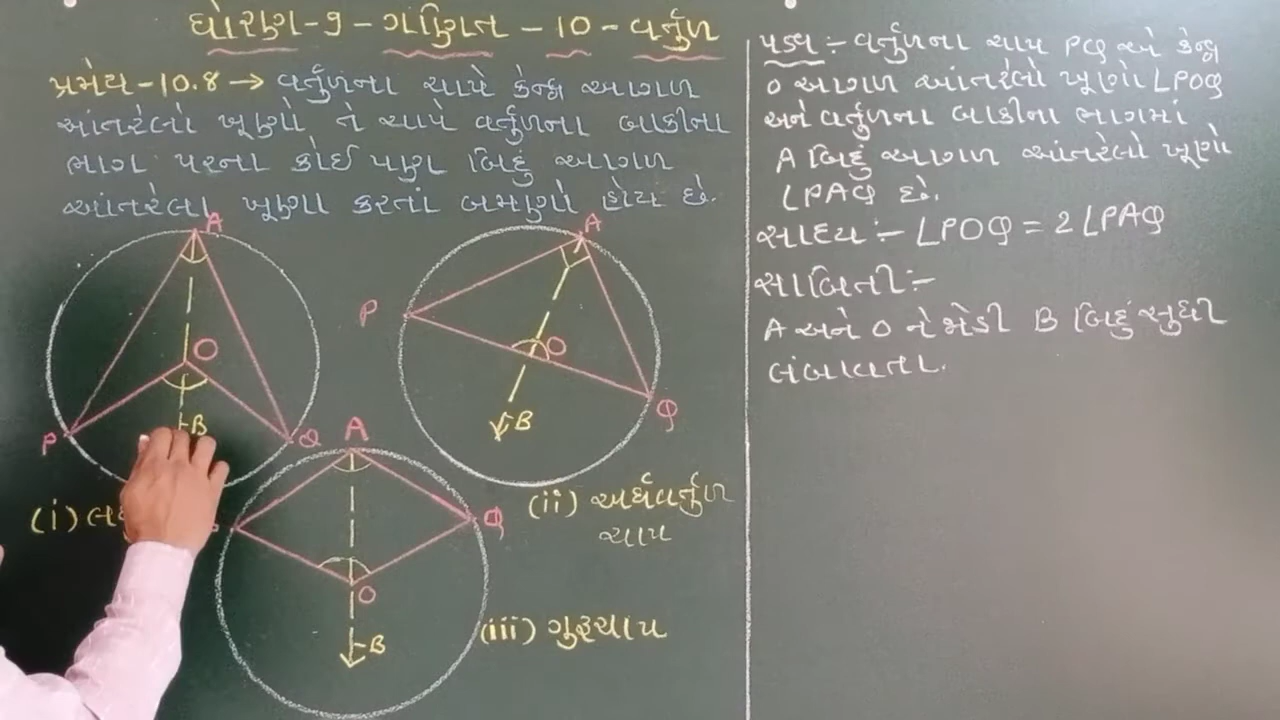 ધોરણ-9-ગણિત-10-વર્તુળ
પ્રમેય-10.8→ વર્તુળના ચાપે કેન્દ્ર આગળ
આંતરેલો ખૂણો તે ચાપે વર્તુળના બાકીના
ભાગ પરના કોઈ પણ બિંદુ આગળ
આંતરેલા ખૂણા કરતાં બમણો હોય છે.
A
O
B
P
Q
(i) લઘુ
A
P
O
B
Q
(ii) અર્ધવર્તુળ
ચાપ
A
Q
O
B
(iii) ગુરુચાપ
પક્ષ :- વર્તુળના ચાપ PQ એ કેન્દ્ર
O આગળ આંતરેલો ખૂણો ∠POQ
અને વર્તુળના બાકીના ભાગમાં
A બિંદુ આગળ આંતરેલો ખૂણો
∠PAQ છે.
સાધ્ય :- ∠POQ = 2∠PAQ
સાબિતી:-
A અને O ને જોડી B બિંદુ સુધી
લંબાવતા.